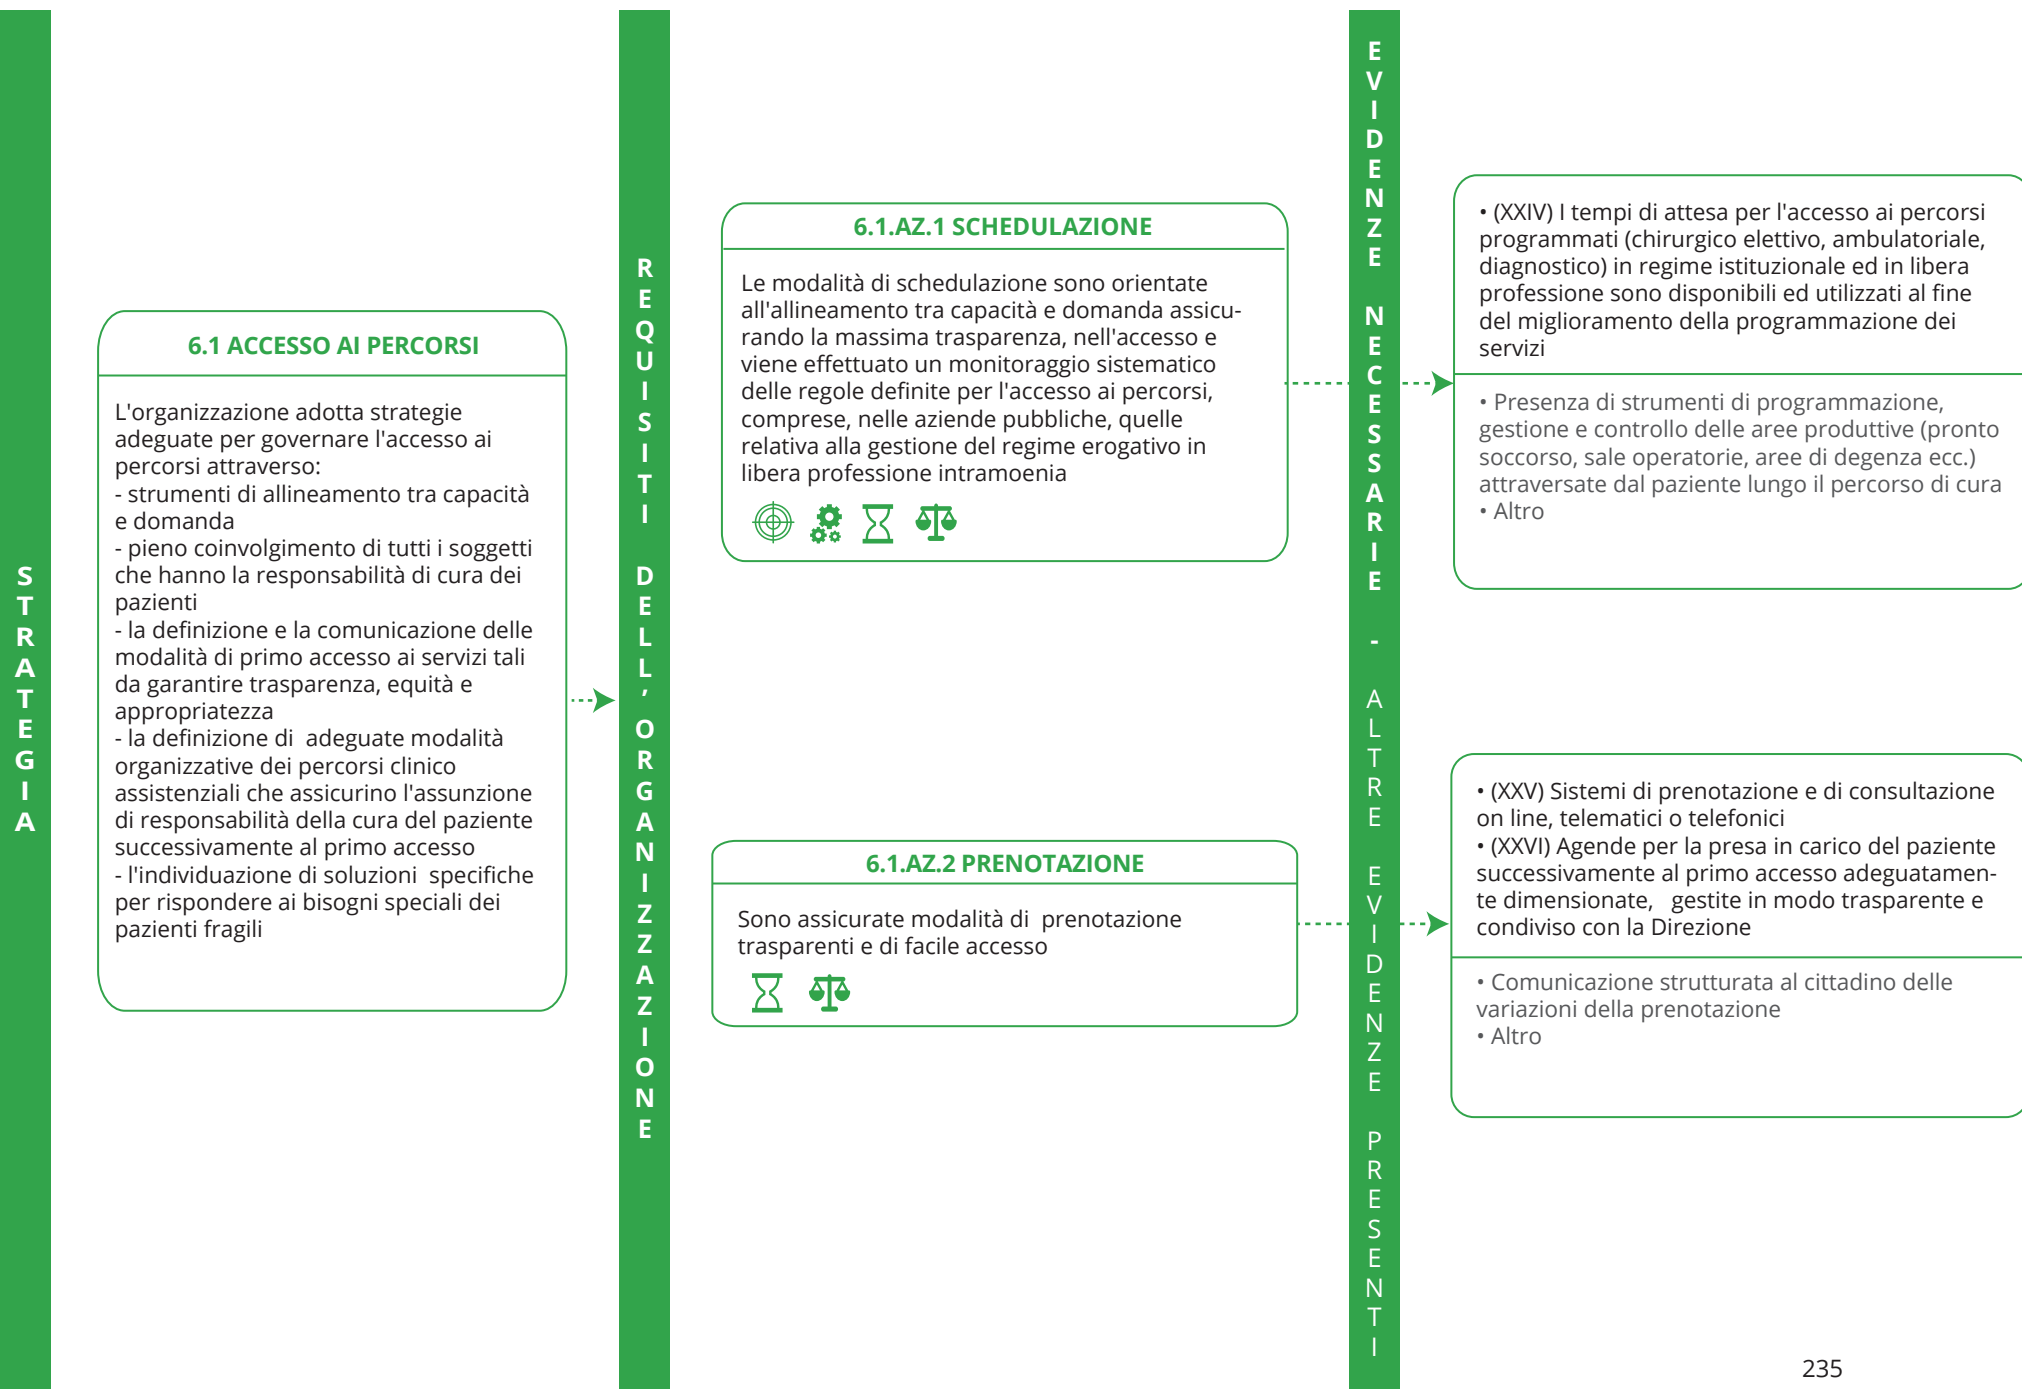 STRATEGIA
6.1 ACCESSO AI PERCORSI
L'organizzazione adotta strategie
adeguate per governare l'accesso ai
percorsi attraverso:
- strumenti di allineamento tra capacità
e domanda
- pieno coinvolgimento di tutti i soggetti
che hanno la responsabilità di cura dei
pazienti
- la definizione e la comunicazione delle
modalità di primo accesso ai servizi tali
da garantire trasparenza, equità e
appropriatezza
- la definizione di  adeguate modalità
organizzative dei percorsi clinico
assistenziali che assicurino l'assunzione
di responsabilità della cura del paziente
successivamente al primo accesso
- l'individuazione di soluzioni  specifiche
per rispondere ai bisogni speciali dei
pazienti fragili
REQUISITI DELL' ORGANIZZAZIONE
6.1.AZ.1 SCHEDULAZIONE
Le modalità di schedulazione sono orientate
all'allineamento tra capacità e domanda assicu-
rando la massima trasparenza, nell'accesso e
viene effettuato un monitoraggio sistematico
delle regole definite per l'accesso ai percorsi,
comprese, nelle aziende pubbliche, quelle
relativa alla gestione del regime erogativo in
libera professione intramoenia
6.1.AZ.2 PRENOTAZIONE
Sono assicurate modalità di  prenotazione
trasparenti e di facile accesso
EVIDENZE NECESSARIE - ALTRE EVIDENZE PRESENTI
• (XXIV) I tempi di attesa per l'accesso ai percorsi
programmati (chirurgico elettivo, ambulatoriale,
diagnostico) in regime istituzionale ed in libera
professione sono disponibili ed utilizzati al fine
del miglioramento della programmazione dei
servizi
• Presenza di strumenti di programmazione,
gestione e controllo delle aree produttive (pronto
soccorso, sale operatorie, aree di degenza ecc.)
attraversate dal paziente lungo il percorso di cura
• Altro
• (XXV) Sistemi di prenotazione e di consultazione
on line, telematici o telefonici
• (XXVI) Agende per la presa in carico del paziente
successivamente al primo accesso adeguatamen-
te dimensionate,   gestite in modo trasparente e
condiviso con la Direzione
• Comunicazione strutturata al cittadino delle
variazioni della prenotazione
• Altro
235